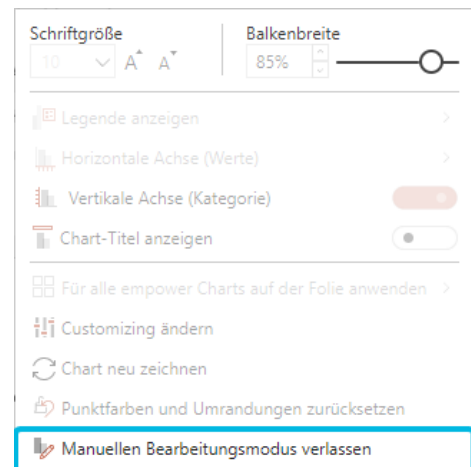 Schriftgröße Balkenbreite
10 A A 85%
Legende anzeigen
Horizontale Achse (Werte)
Vertikale Achse (Kategorie)
Chart-Titel anzeigen
Für alle empower Charts auf der Folie anwenden
Customizing ändern
Chart neu zeichnen
Punktfarben und Umrandungen zurücksetzen
Manuellen Bearbeitungsmodus verlassen